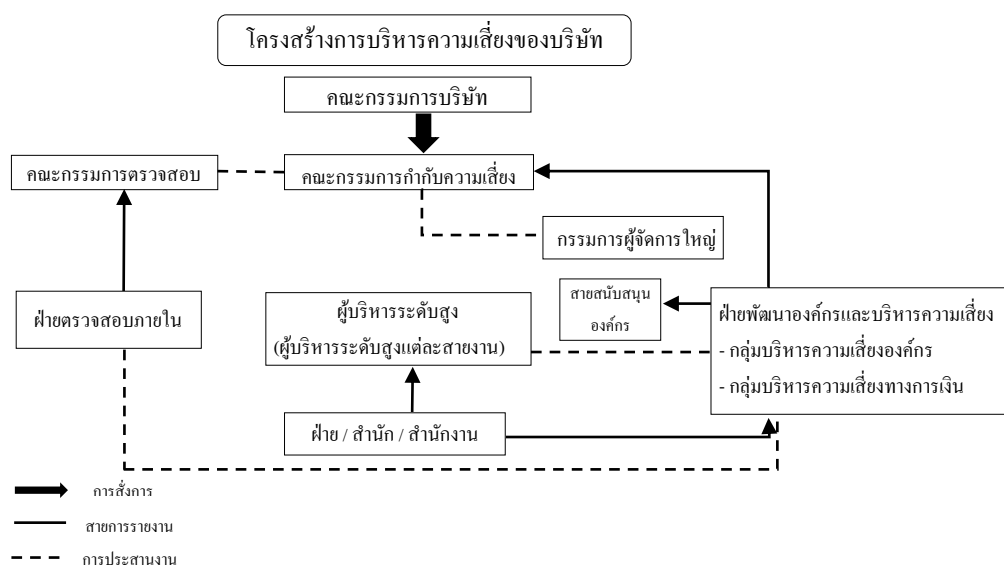 โครงสร้างการบริหารความเสี่ยงของบริษัท
คณะกรรมการบริษัท
คณะกรรมการตรวจสอบ
คณะกรรมการกำกับความเสี่ยง
กรรมการผู้จัดการใหญ่
ฝ่ายตรวจสอบภายใน
ผู้บริหารระดับสูง
(ผู้บริหารระดับสูงแต่ละสายงาน)
สายสนับสนุน
องค์กร
ฝ่ายพัฒนาองค์กรและบริหารความเสี่ยง
- กลุ่มบริหารความเสี่ยงองค์กร
- กลุ่มบริหารความเสี่ยงทางการเงิน
ฝ่าย / สำนัก / สำนักงาน
การสั่งการ
สายการรายงาน
การประสานงาน